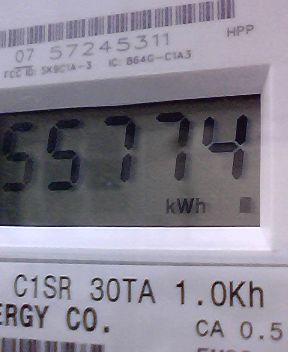 07 57245311
HPP
FCC ID: SK9C1A-3 IC: 864G-C1A3
55774
kWh
C1SR 30TA 1.0Kh
ERGY CO.
CA 0.5